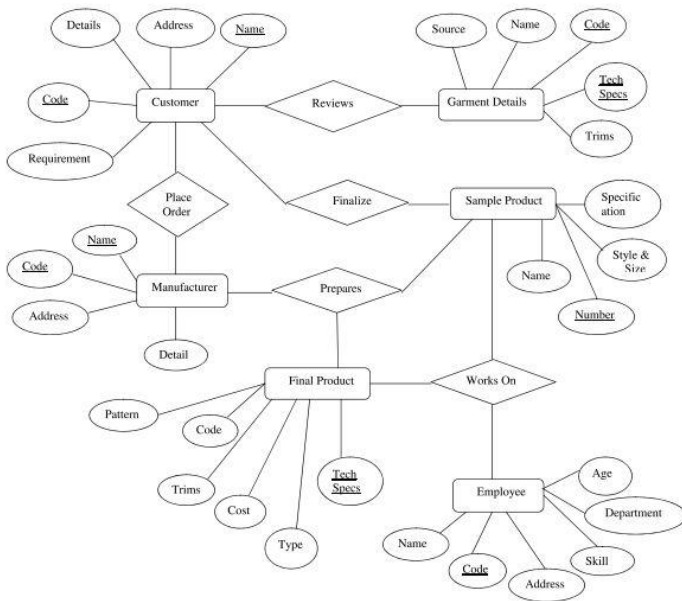 Details
Address
Name
Source
Name
Code
Code
Customer
Reviews
Garment Details
Tech
Specs
Requirement
Trims
Place
Order
Finalize
Sample Product
Specific
ation
Name
Code
Style &
Size
Manufacturer
Prepares
Name
Address
Number
Detail
Final Product
Works On
Pattern
Code
Trims
Tech
Specs
Cost
Type
Employee
Age
Department
Name
Code
Skill
Address